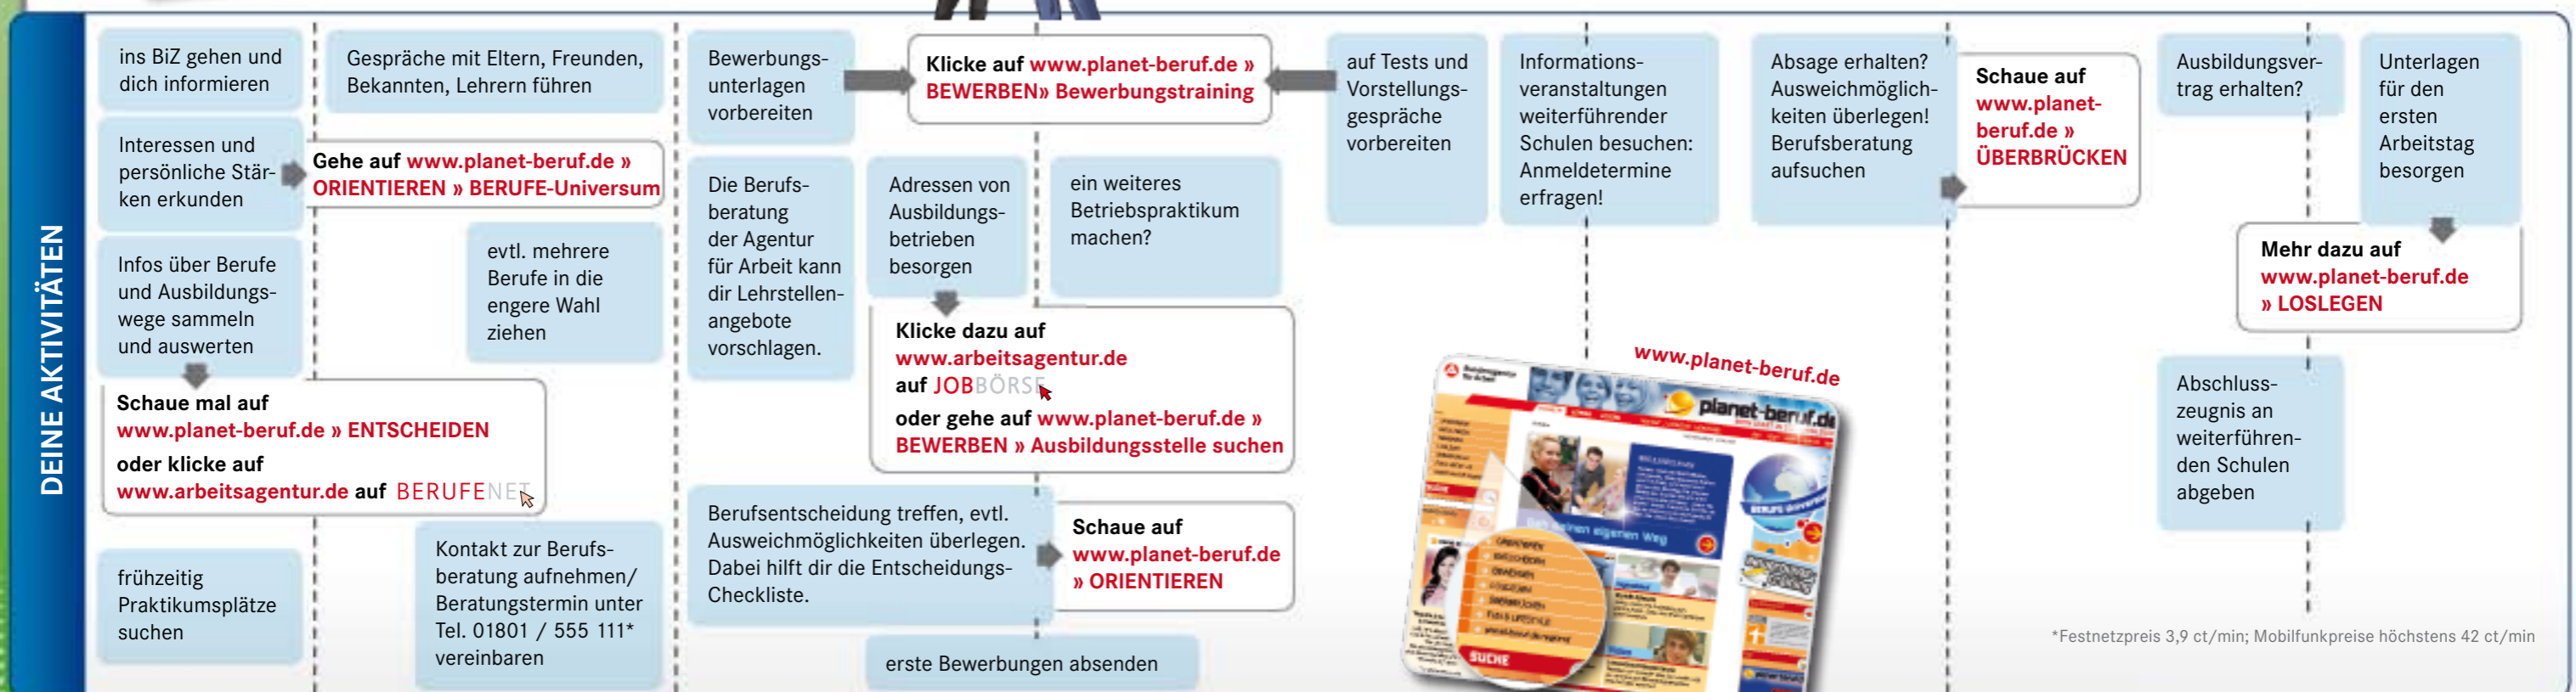 DEINE AKTIVITÄTEN
ins BiZ gehen und
dich informieren
Gespräche mit Eltern, Freunden,
Bekannten, Lehrern führen
Interessen und
persönliche Stär-
ken erkunden
Gehe auf www.planet-beruf.de »
ORIENTIEREN » BERUFE-Universum
Infos über Berufe
und Ausbildungs-
wege sammeln
und auswerten
evtl. mehrere
Berufe in die
engere Wahl
ziehen
Schaue mal auf
www.planet-beruf.de » ENTSCHEIDEN
oder klicke auf
www.arbeitsagentur.de auf BERUFENET
frühzeitig
Praktikumsplätze
suchen
Kontakt zur Berufs-
beratung aufnehmen/
Beratungstermin unter
Tel. 01801 / 555 111*
vereinbaren
Bewerbungs-
unterlagen
vorbereiten
Klicke auf www.planet-beruf.de »
BEWERBEN» Bewerbungstraining
Die Berufs-
beratung
der Agentur
für Arbeit kann
dir Lehrstellen-
angebote
vorschlagen.
Adressen von
Ausbildungs-
betrieben
besorgen
ein weiteres
Betriebspraktikum
machen?
Klicke dazu auf
www.arbeitsagentur.de
auf JOBBÖRSE
oder gehe auf www.planet-beruf.de »
BEWERBEN » Ausbildungsstelle suchen
Berufsentscheidung treffen, evtl.
Ausweichmöglichkeiten überlegen.
Dabei hilft dir die Entscheidungs-
Checkliste.
Schaue auf
www.planet-beruf.de
» ORIENTIEREN
erste Bewerbungen absenden
auf Tests und
Vorstellungs-
gespräche
vorbereiten
Informations-
veranstaltungen
weiterführender
Schulen besuchen:
Anmeldetermine
erfragen!
Absage erhalten?
Ausweichmöglich-
keiten überlegen!
Berufsberatung
aufsuchen
Schaue auf
www.planet-
beruf.de »
ÜBERBRÜCKEN
www.planet-beruf.de
Bundesagentur
für Arbeit
planet-beruf.de
Geh deinen eigenen Weg
BERUFE-Universum
SUCHE
Ausbildungsver-
trag erhalten?
Unterlagen
für den
ersten
Arbeitstag
besorgen
Mehr dazu auf
www.planet-beruf.de
» LOSLEGEN
Abschluss-
zeugnis an
weiterführen-
den Schulen
abgeben
*Festnetzpreis 3,9 ct/min; Mobilfunkpreise höchstens 42 ct/min